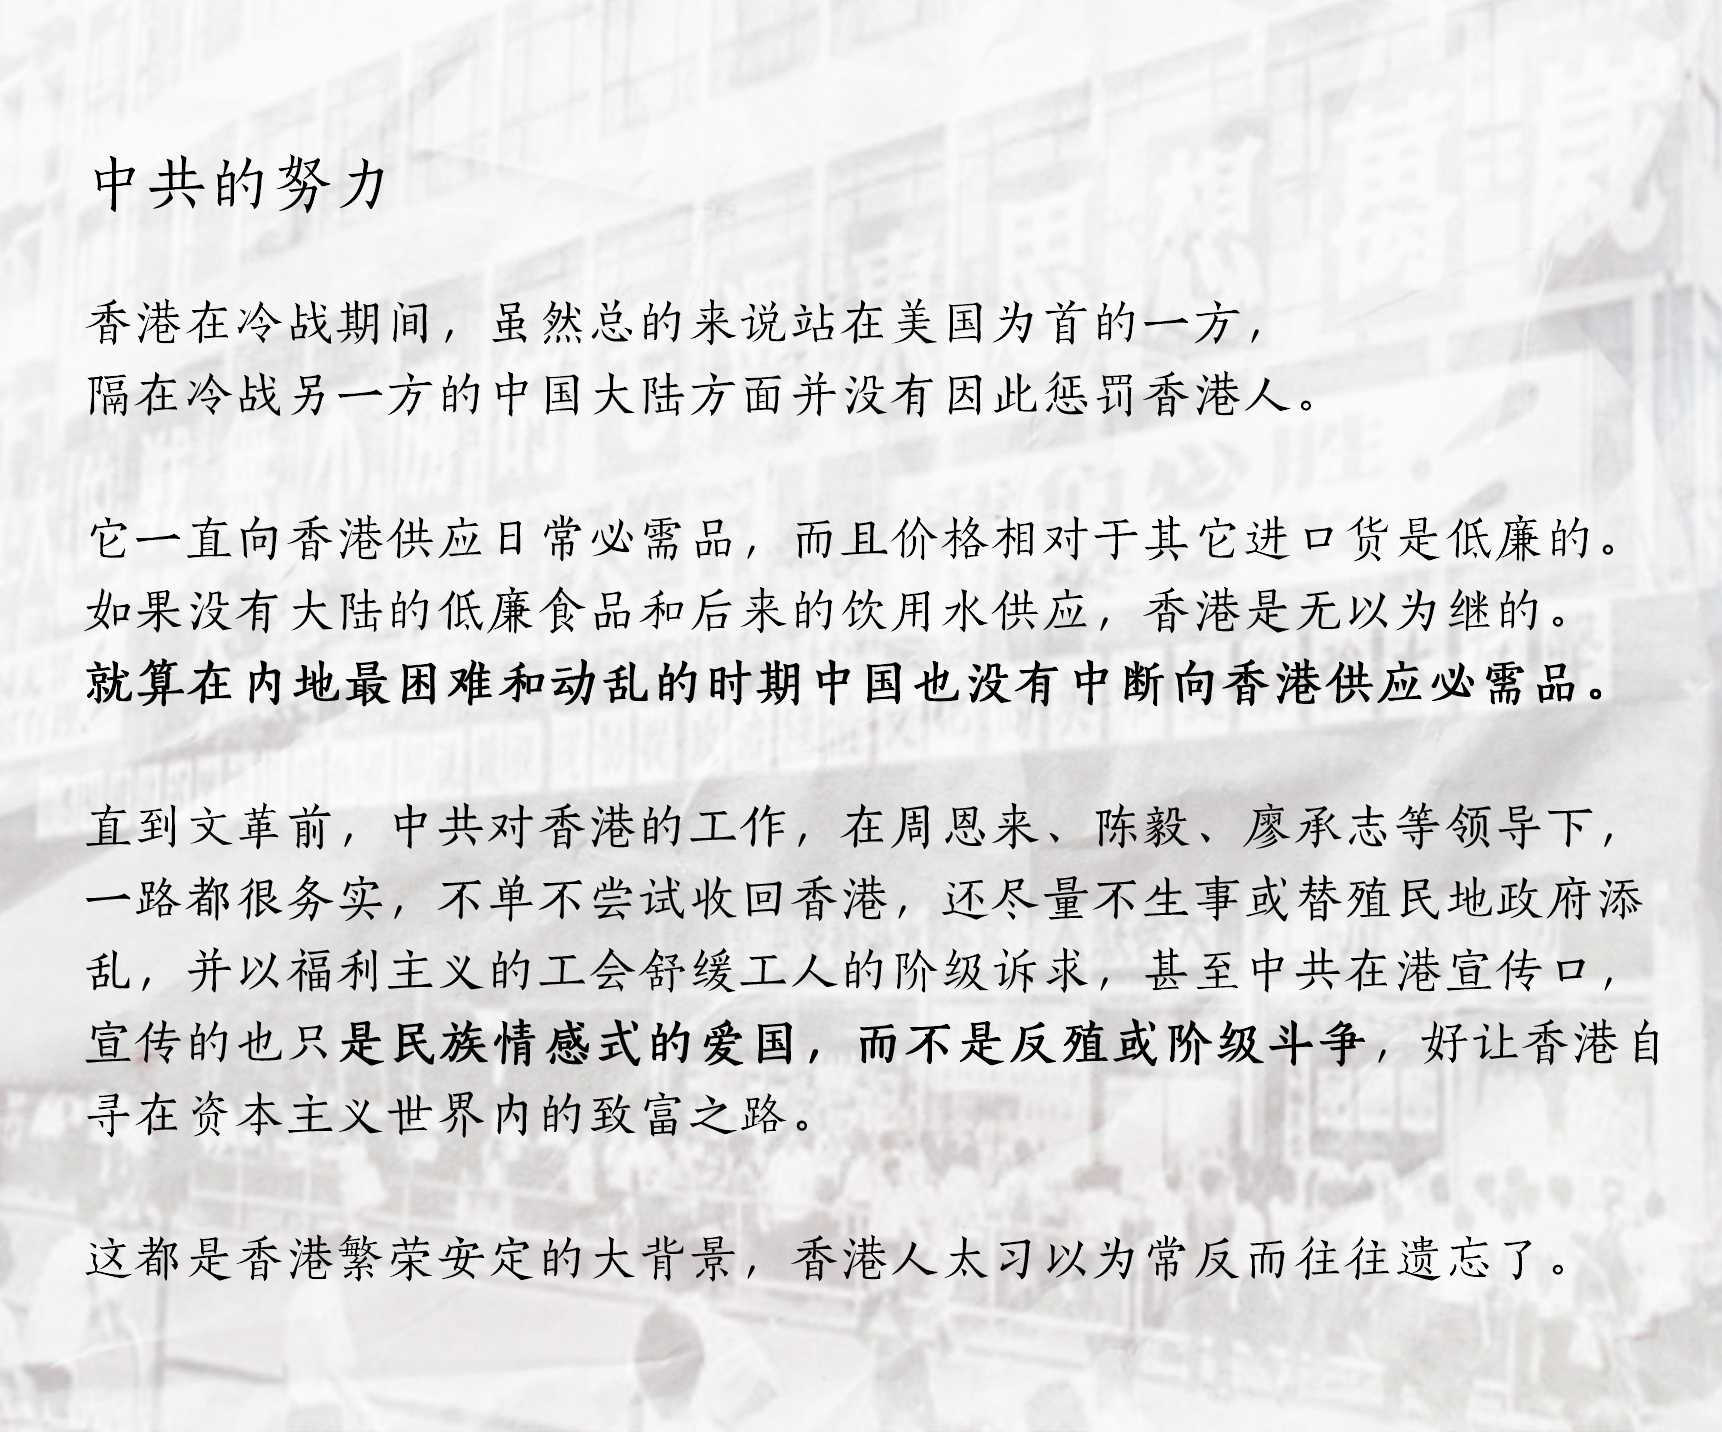 中共的努力
香港在冷战期间，虽然总的来说站在美国为首的一方，
隔在冷战另一方的中国大陆方面并没有因此惩罚香港人。
它一直向香港供应日常必需品，而且价格相对于其它进口货是低廉的。
如果没有大陆的低廉食品和后来的饮用水供应，香港是无以为继的。
就算在内地最困难和动乱的时期中国也没有中断向香港供应必需品。
直到文革前，中共对香港的工作，在周恩来、陈毅、廖承志等领导下，
一路都很务实，不单不尝试收回香港，还尽量不生事或替殖民地政府添
乱，并以福利主义的工会舒缓工人的阶级诉求，甚至中共在港宣传口，
宣传的也只是民族情感式的爱国，而不是反殖或阶级斗争，好让香港自
寻在资本主义世界内的致富之路。
这都是香港繁荣安定的大背景，香港人太习以为常反而往往遗忘了。
思想